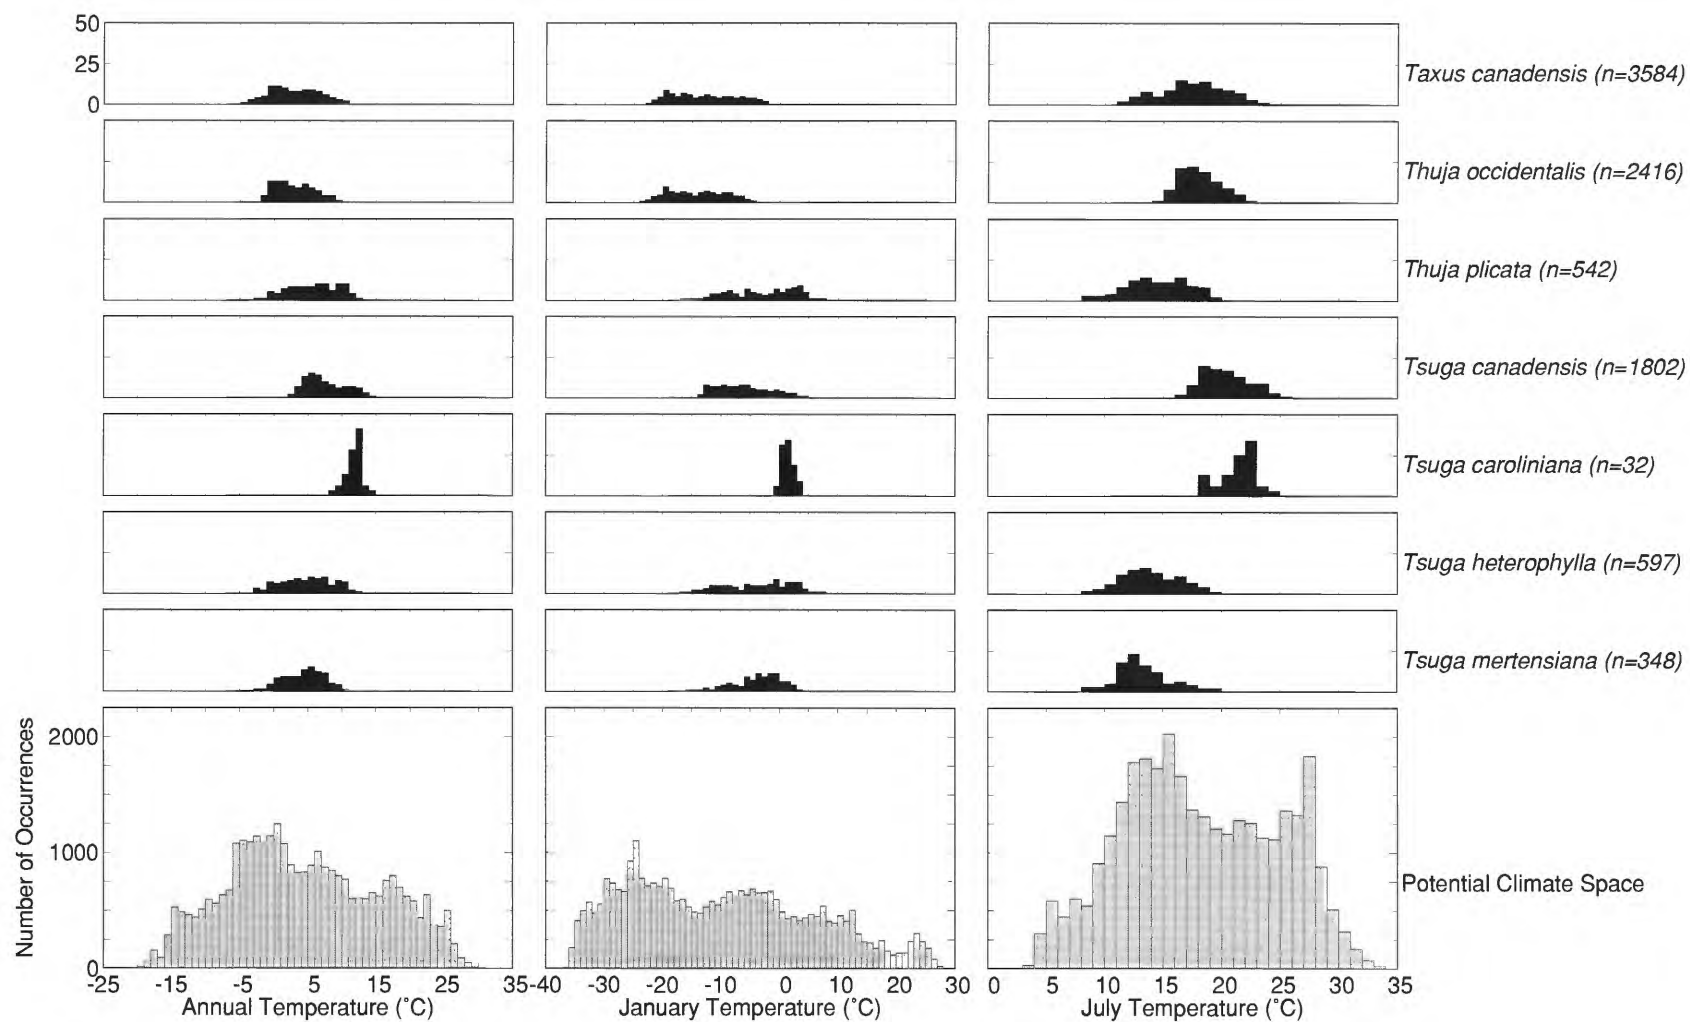 50
25
0
Taxus canadensis (n=3584)
Thuja occidentalis (n=2416)
Thuja plicata (n=542)
Tsuga canadensis (n=1802)
Tsuga caroliniana (n=32)
Tsuga heterophylla (n=597)
Tsuga mertensiana (n=348)
Number of Occurrences
2000
1000
0
Potential Climate Space
-25 -15 -5 5 15 25 35
-40 -30 -20 -10 0 10 20 30
0 5 10 15 20 25 30 35
Annual Temperature (˚C)
January Temperature (˚C)
July Temperature (˚C)